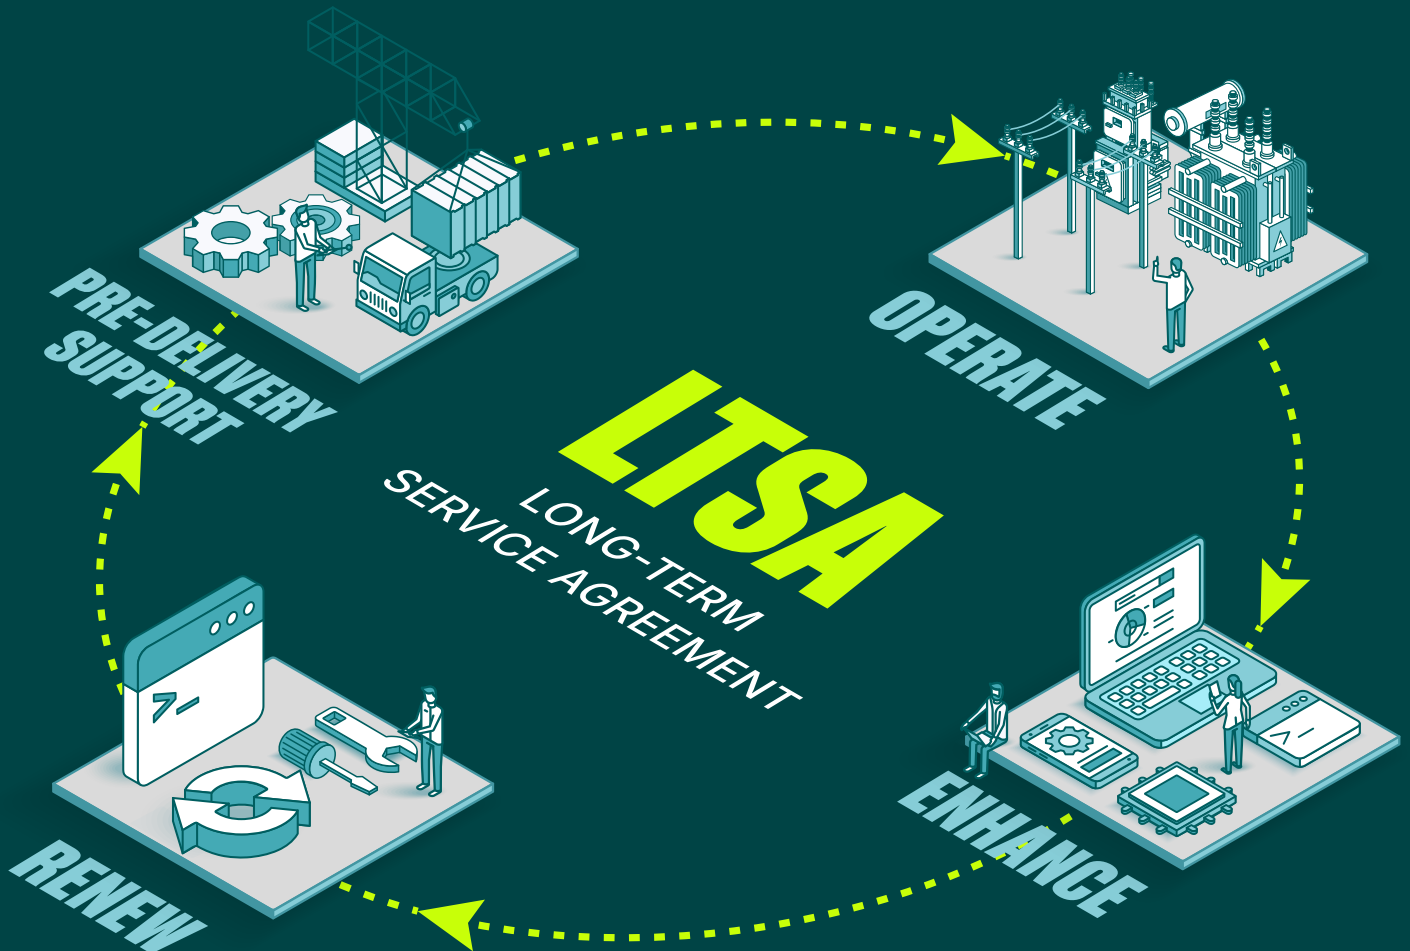 PRE-DELIVERY
SUPPORT
OPERATE
LTSA
LONG-TERM
SERVICE AGREEMENT
ENHANCE
RENEW